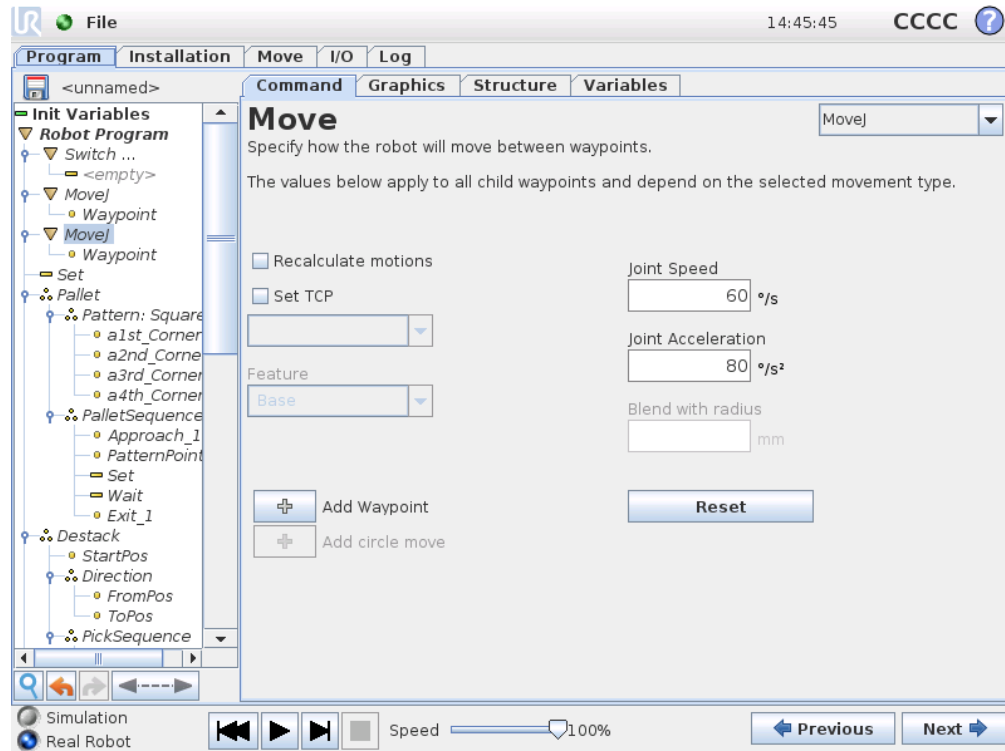 UR File 14:45:45 CCCC ?
Program Installation Move I/O Log
<unnamed>
Command Graphics Structure Variables
Init Variables
Robot Program
Switch ...
<empty>
MoveJ
Waypoint
MoveJ
Waypoint
Set
Pallet
Pattern: Square
a1st_Corner
a2nd_Corne
a3rd_Corner
a4th_Corner
PalletSequence
Approach_1
PatternPoint
Set
Wait
Exit_1
Destack
StartPos
Direction
FromPos
ToPos
PickSequence
Move
MoveJ
Specify how the robot will move between waypoints.
The values below apply to all child waypoints and depend on the selected movement type.
Recalculate motions
Set TCP
Feature
Base
Joint Speed
60 °/s
Joint Acceleration
80 °/s²
Blend with radius
mm
Add Waypoint
Reset
Add circle move
Simulation
Real Robot
Speed 100%
Previous Next